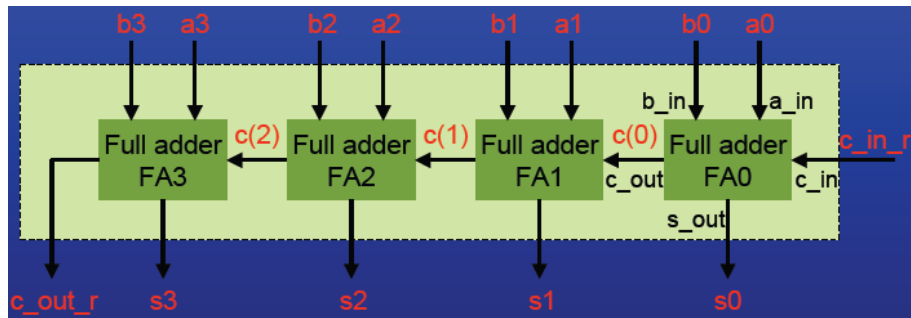 b3 a3 b2 a2 b1 a1 b0 a0
b_in a_in
Full adder FA3
c(2)
Full adder FA2
c(1)
Full adder FA1
c(0)
Full adder FA0
c_in_r
c_out
c_in
s_out
c_out_r s3 s2 s1 s0